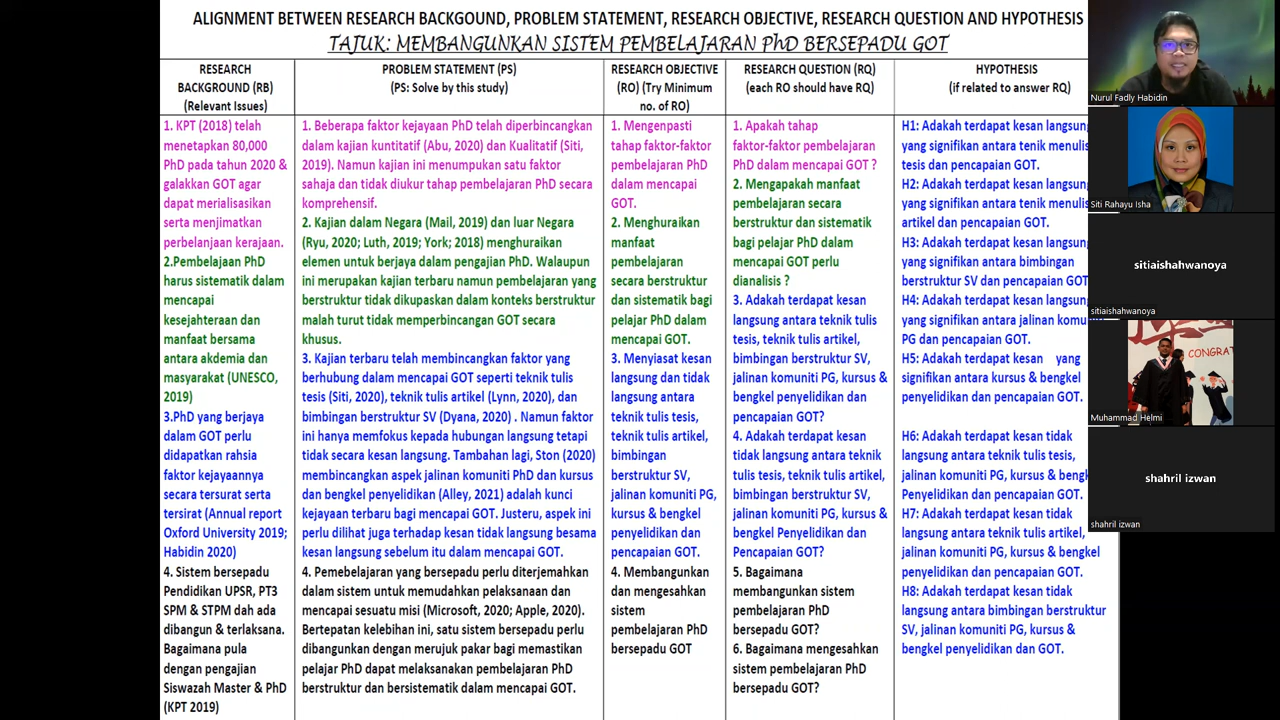 ALIGNMENT BETWEEN RESEARCH BACKGOUND, PROBLEM STATEMENT, RESEARCH OBJECTIVE, RESEARCH QUESTION AND HYPOTHESIS
TAJUK: MEMBANGUNKAN SISTEM PEMBELAJARAN PhD BERSEPADU GOT
RESEARCH
BACKGROUND (RB)
(Relevant Issues)
1. KPT (2018) telah
menetapkan 80,000
PhD pada tahun 2020 &
galakkan GOT agar
dapat merialisasikan
serta menjimatkan
perbelanjaan kerajaan.
2.Pembelajaan PhD
harus sistematik dalam
mencapai
kesejahteraan dan
manfaat bersama
antara akdemia dan
masyarakat (UNESCO,
2019)
3.PhD yang berjaya
dalam GOT perlu
didapatkan rahsia
faktor kejayaannya
secara tersurat serta
tersirat (Annual report
Oxford University 2019;
Habidin 2020)
4. Sistem bersepadu
Pendidikan UPSR, PT3
SPM & STPM dah ada
dibangun & terlaksana.
Bagaimana pula
dengan pengajian
Siswazah Master & PhD
(KPT 2019)
PROBLEM STATEMENT (PS)
(PS: Solve by this study)
1. Beberapa faktor kejayaan PhD telah diperbincangkan
dalam kajian kuntitatif (Abu, 2020) dan Kualitatif (Siti,
2019). Namun kajian ini menumpukan satu faktor
sahaja dan tidak diukur tahap pembelajaran PhD secara
komprehensif.
2. Kajian dalam Negara (Mail, 2019) dan luar Negara
(Ryu, 2020; Luth, 2019; York; 2018) menghuraikan
elemen untuk berjaya dalam pengajian PhD. Walaupun
ini merupakan kajian terbaru namun pembelajaran yang
berstruktur tidak dikupaskan dalam konteks berstruktur
malah turut tidak memperbincangan GOT secara
khusus.
3. Kajian terbaru telah membincangkan faktor yang
berhubung dalam mencapai GOT seperti teknik tulis
tesis (Siti, 2020), teknik tulis artikel (Lynn, 2020), dan
bimbingan berstruktur SV (Dyana, 2020) . Namun faktor
ini hanya memfokus kepada hubungan langsung tetapi
tidak secara kesan langsung. Tambahan lagi, Ston (2020)
membincangkan aspek jalinan komuniti PhD dan kursus
dan bengkel penyelidikan (Alley, 2021) adalah kunci
kejayaan terbaru bagi mencapai GOT. Justeru, aspek ini
perlu dilihat juga terhadap kesan tidak langsung besama
kesan langsung sebelum itu dalam mencapai GOT.
4. Pemebelajaran yang bersepadu perlu diterjemahkan
dalam sistem untuk memudahkan pelaksanaan dan
mencapai sesuatu misi (Microsoft, 2020; Apple, 2020).
Bertepatan kelebihan ini, satu sistem bersepadu perlu
dibangunkan dengan merujuk pakar bagi memastikan
pelajar PhD dapat melaksanakan pembelajaran PhD
berstruktur dan bersistematik dalam mencapai GOT.
RESEARCH OBJECTIVE
(RO) (Try Minimum
no. of RO)
1. Mengenpasti
tahap faktor-faktor
pembelajaran PhD
dalam mencapai
GOT.
2. Menghuraikan
manfaat
pembelajaran
secara berstruktur
dan sistematik bagi
pelajar PhD dalam
mencapai GOT.
3. Menyiasat kesan
langsung dan tidak
langsung antara
teknik tulis tesis,
teknik tulis artikel,
bimbingan
berstruktur SV,
jalinan komuniti PG,
kursus & bengkel
penyelidikan dan
pencapaian GOT.
4. Membangunkan
dan mengesahkan
sistem
pembelajaran PhD
bersepadu GOT
RESEARCH QUESTION (RQ)
(each RO should have RQ)
1. Apakah tahap
faktor-faktor pembelajaran
PhD dalam mencapai GOT ?
2. Mengapakah manfaat
pembelajaran secara
berstruktur dan sistematik
bagi pelajar PhD dalam
mencapai GOT perlu
dianalisis ?
3. Adakah terdapat kesan
langsung antara teknik tulis
tesis, teknik tulis artikel,
bimbingan berstruktur SV,
jalinan komuniti PG, kursus &
bengkel penyelidikan dan
pencapaian GOT?
4. Adakah terdapat kesan
tidak langsung antara teknik
tulis tesis, teknik tulis artikel,
bimbingan berstruktur SV,
jalinan komuniti PG, kursus &
bengkel Penyelidikan dan
Pencapaian GOT?
5. Bagaimana
membangunkan sistem
pembelajaran PhD
bersepadu GOT?
6. Bagaimana mengesahkan
sistem pembelajaran PhD
bersepadu GOT?
HYPOTHESIS
(if related to answer RQ)
H1: Adakah terdapat kesan langsung
yang signifikan antara tenik menulis
tesis dan pencapaian GOT.
H2: Adakah terdapat kesan langsung
yang signifikan antara tenik menulis
artikel dan pencapaian GOT.
H3: Adakah terdapat kesan langsung
yang signifikan antara bimbingan
berstruktur SV dan pencapaian GOT
H4: Adakah terdapat kesan langsung
yang signifikan antara jalinan komu
PG dan pencapaian GOT.
H5: Adakah terdapat kesan yang
signifikan antara kursus & bengkel
penyelidikan dan pencapaian GOT.
H6: Adakah terdapat kesan tidak
langsung antara teknik tulis tesis,
jalinan komuniti PG, kursus & bengk
Penyelidikan dan pencapaian GOT.
H7: Adakah terdapat kesan tidak
langsung antara teknik tulis artikel,
jalinan komuniti PG, kursus & bengkel
penyelidikan dan pencapaian GOT.
H8: Adakah terdapat kesan tidak
langsung antara bimbingan berstruktur
SV, jalinan komuniti PG, kursus &
bengkel penyelidikan dan GOT.
Nurul Fadly Habidin
Siti Rahayu Isha
sitiaishahwanoya
sitiaishahwanoya
CONGRAT
Muhammad Helmi
shahril izwan
shahril izwan